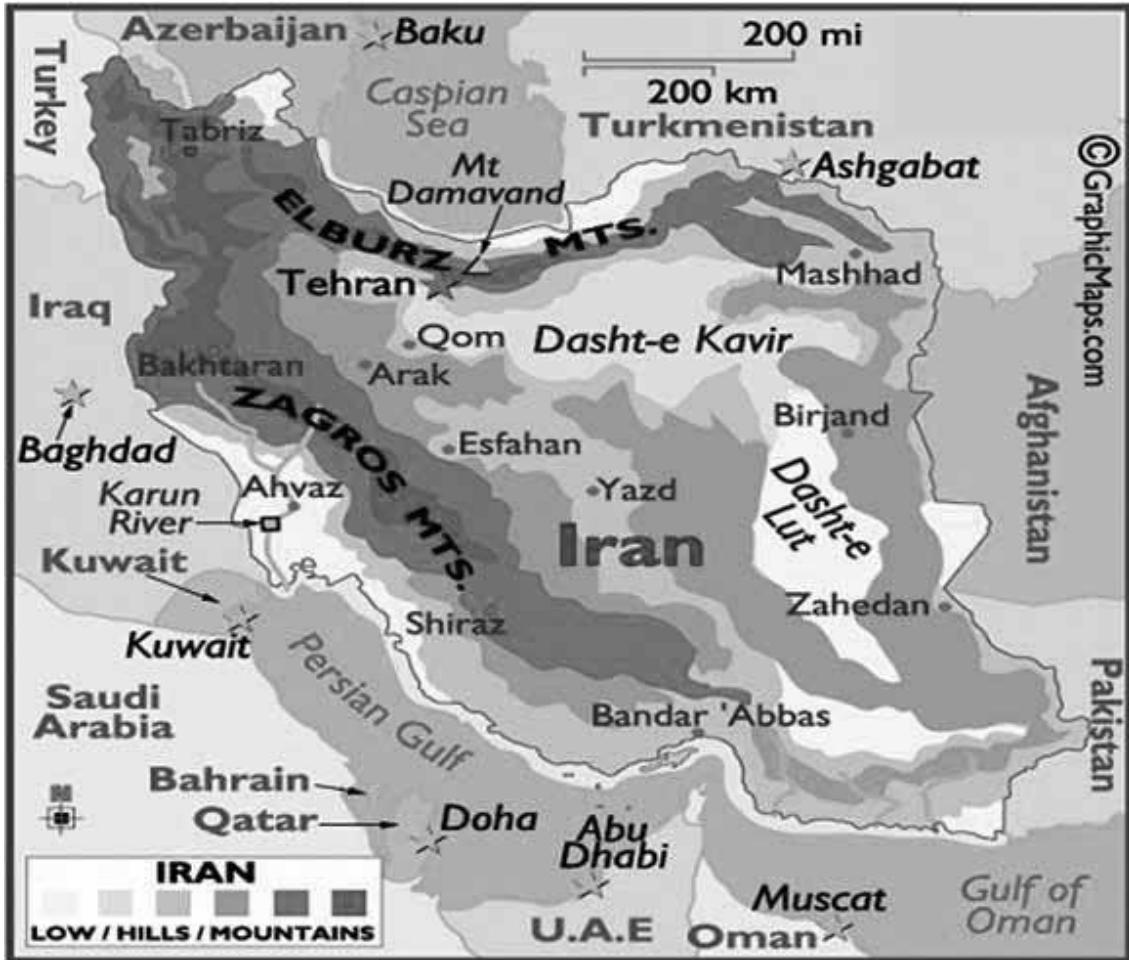 Azerbaijan
Baku
200 mi
200 km
Turkey
Caspian
Sea
Turkmenistan
Ashgabat
©GraphicMaps.com
Tabriz
Mt
Damavand
ELBURZ
MTS.
Mashhad
Tehran
Iraq
Qom
Dasht-e Kavir
Bakhtaran
Arak
ZAGROS
MTS.
Birjand
Afghanistan
Baghdad
Esfahan
Karun
River
Ahvaz
Yazd
Dasht-e
Lut
Iran
Kuwait
Zahedan
Kuwait
Shiraz
Persian Gulf
Pakistan
Saudi
Arabia
Bandar 'Abbas
Bahrain
N
Qatar
Doha
Abu
Dhabi
IRAN
LOW / HILLS / MOUNTAINS
Muscat
Gulf of
Oman
U.A.E
Oman